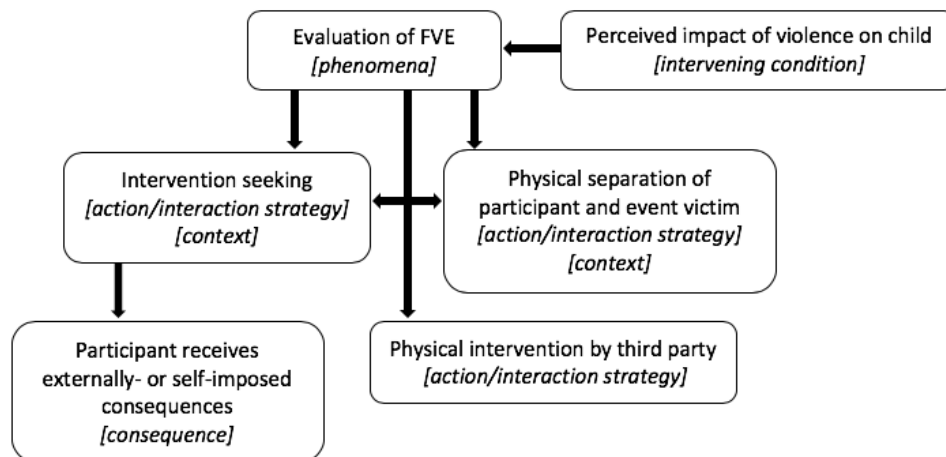 Evaluation of FVE
[phenomena]
Perceived impact of violence on child
[intervening condition]
Intervention seeking
[action/interaction strategy]
[context]
Physical separation of
participant and event victim
[action/interaction strategy]
[context]
Participant receives
externally- or self-imposed
consequences
[consequence]
Physical intervention by third party
[action/interaction strategy]